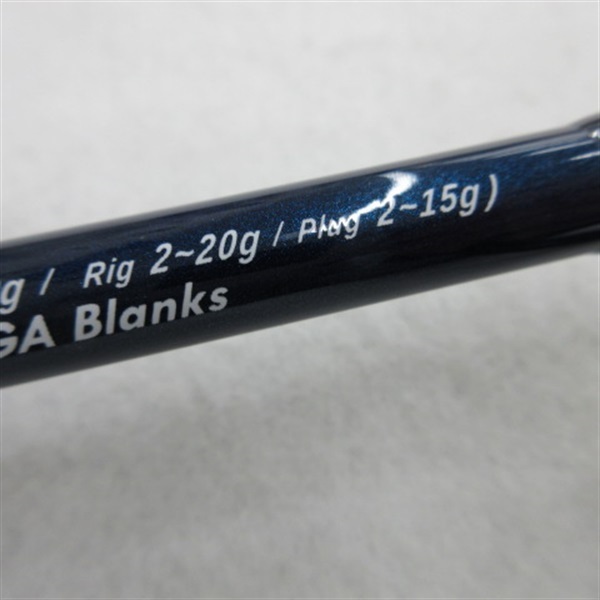 g / Rig 2~20g / Plug 2~15g)
GA Blanks